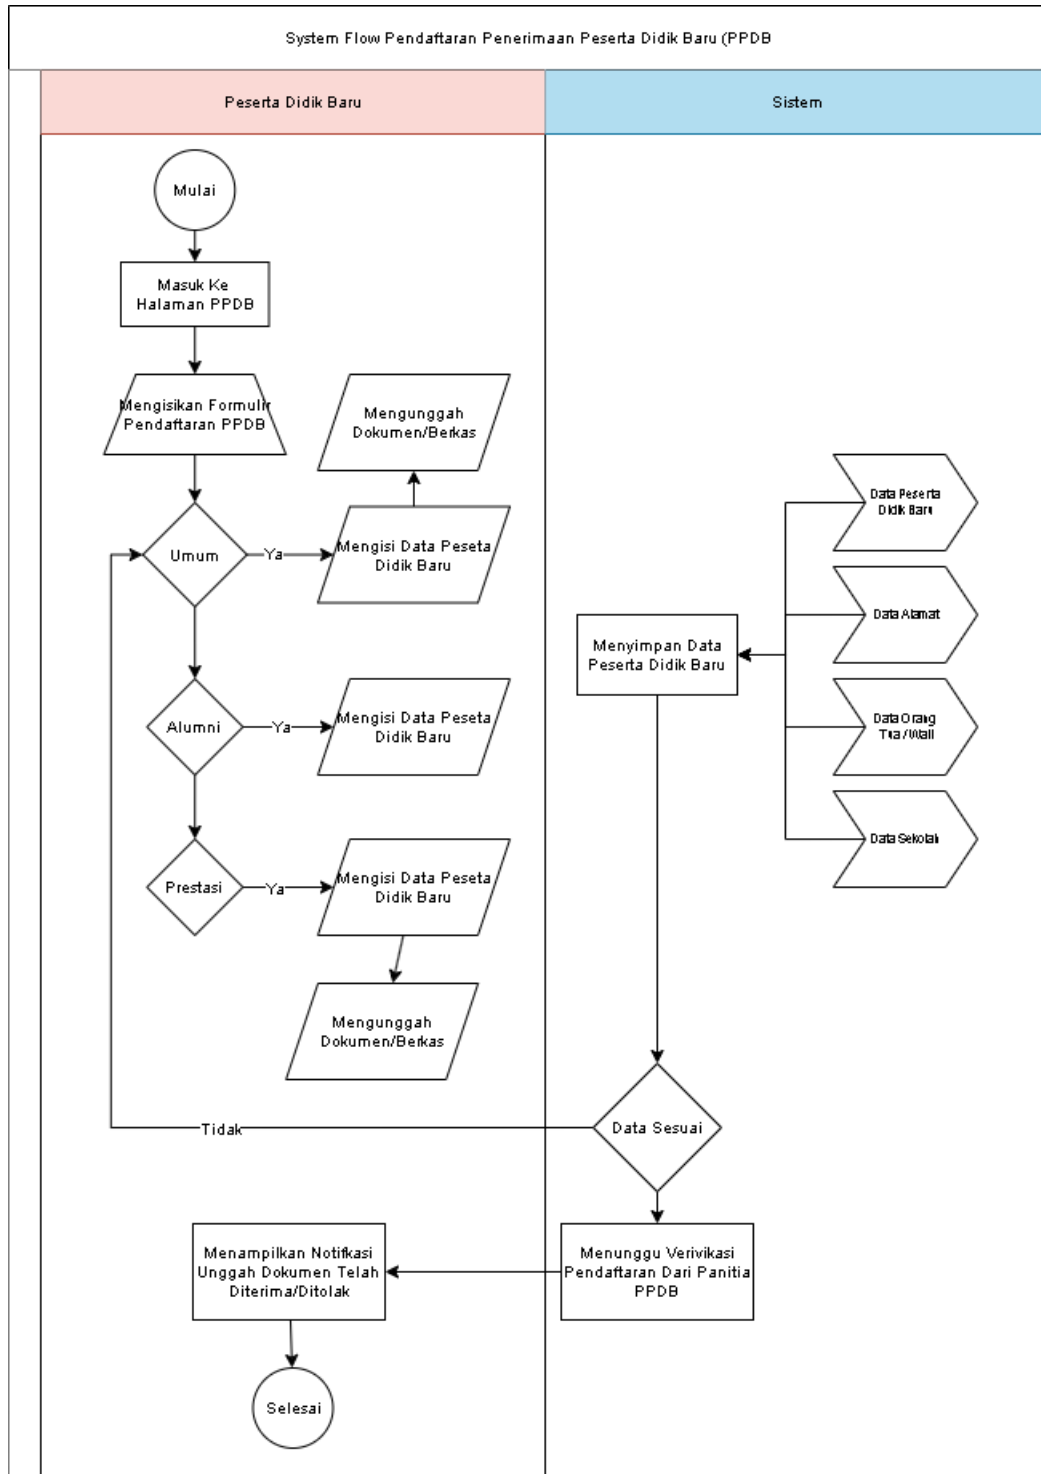 System Flow Pendaftaran Penerimaan Peserta Didik Baru (PPDB
Peserta Didik Baru
Sistem
Mulai
Masuk Ke
Halaman PPDB
Mengisikan Formulir
Pendaftaran PPDB
Mengunggah
Dokumen/Berkas
Umum
Ya
Mengisi Data Peseta
Didik Baru
Alumni
Ya
Mengisi Data Peseta
Didik Baru
Prestasi
Ya
Mengisi Data Peseta
Didik Baru
Mengunggah
Dokumen/Berkas
Data Peserta
Didik Baru
Data Alamat
Menyimpan Data
Peserta Didik Baru
Data Orang
Tua / Wali
Data Sekolah
Data Sesuai
Tidak
Menunggu Verivikasi
Pendaftaran Dari Panitia
PPDB
Menampilkan Notifkasi
Unggah Dokumen Telah
Diterima/Ditolak
Selesai